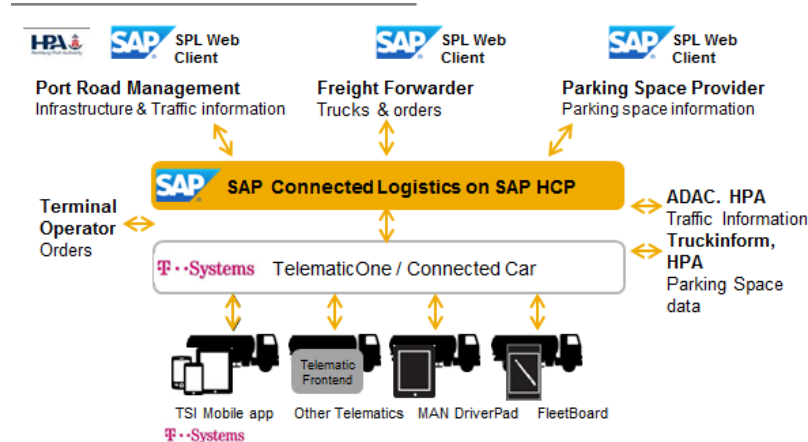 HPA
Hamburg Port Authority
SAP SPL Web Client
SAP SPL Web Client
SAP SPL Web Client
Port Road Management
Infrastructure & Traffic information
Freight Forwarder
Trucks & orders
Parking Space Provider
Parking space information
SAP SAP Connected Logistics on SAP HCP
Terminal
Operator
Orders
ADAC. HPA
Traffic Information
Truckinform,
HPA
Parking Space
data
T··Systems TelematicOne / Connected Car
Telematic
Frontend
TSI Mobile app
T··Systems
Other Telematics
MAN DriverPad
FleetBoard